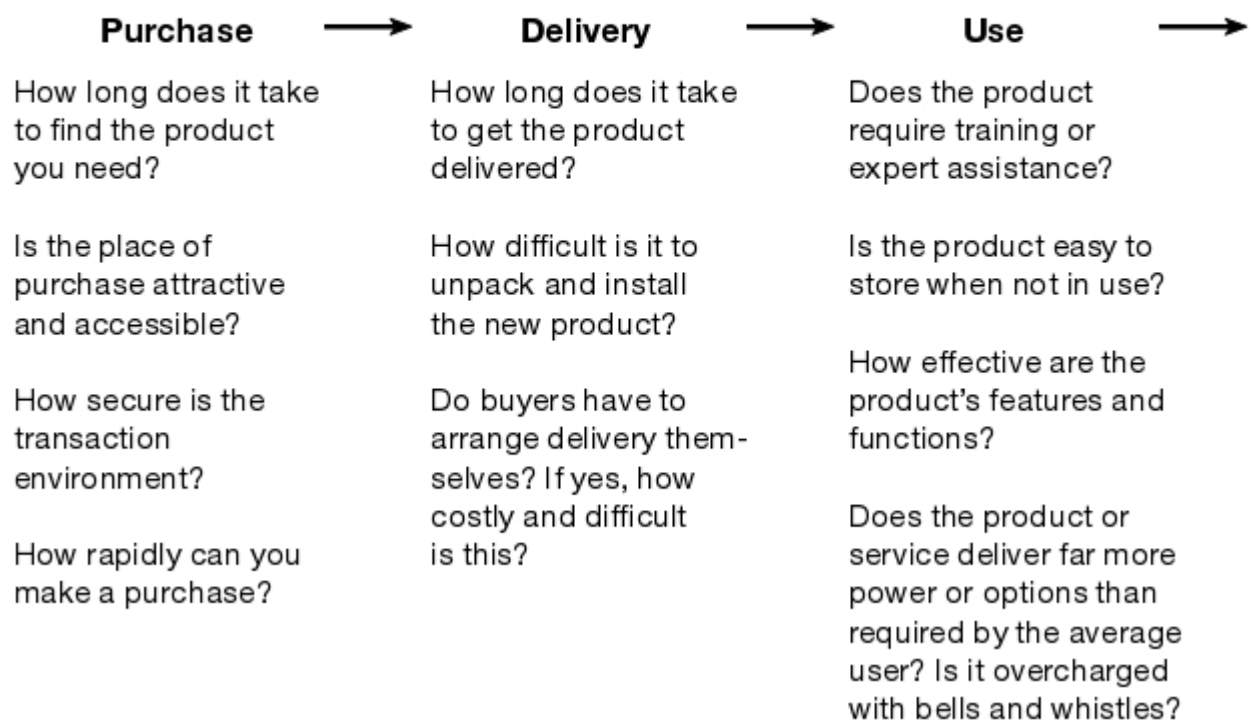 Purchase
How long does it take
to find the product
you need?
Is the place of
purchase attractive
and accessible?
How secure is the
transaction
environment?
How rapidly can you
make a purchase?
Delivery
How long does it take
to get the product
delivered?
How difficult is it to
unpack and install
the new product?
Do buyers have to
arrange delivery them-
selves? If yes, how
costly and difficult
is this?
Use
Does the product
require training or
expert assistance?
Is the product easy to
store when not in use?
How effective are the
product's features and
functions?
Does the product or
service deliver far more
power or options than
required by the average
user? Is it overcharged
with bells and whistles?